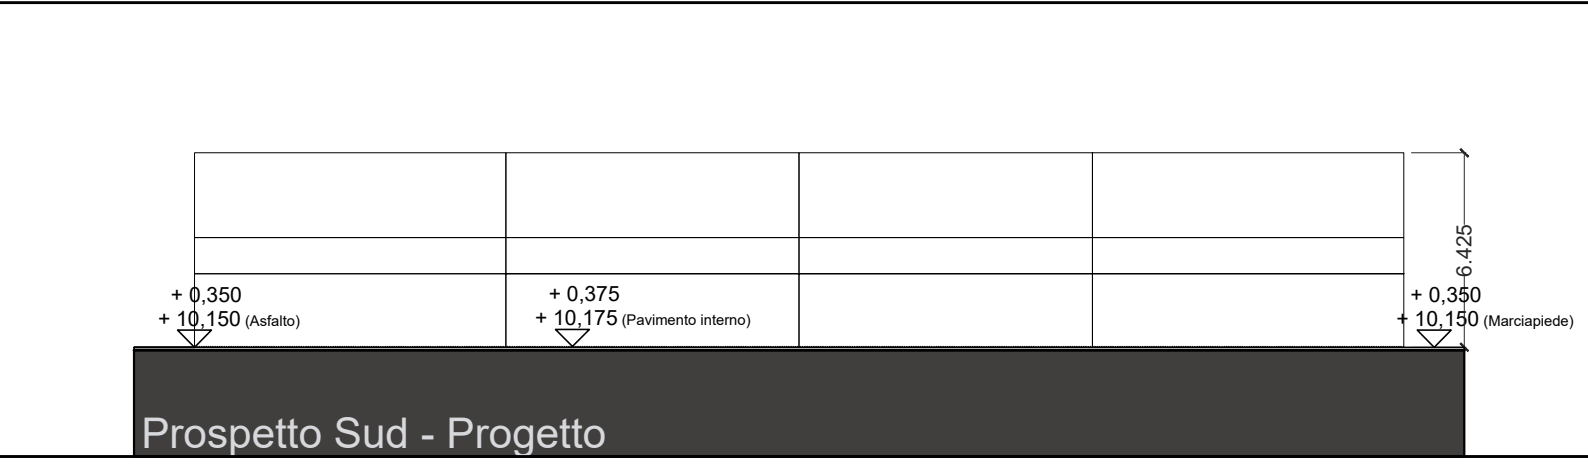 6.425
+ 0,350
+ 10,150 (Asfalto)
+ 0,375
+ 10,175 (Pavimento interno)
+ 0,350
+ 10,150 (Marciapiede)
Prospetto Sud - Progetto